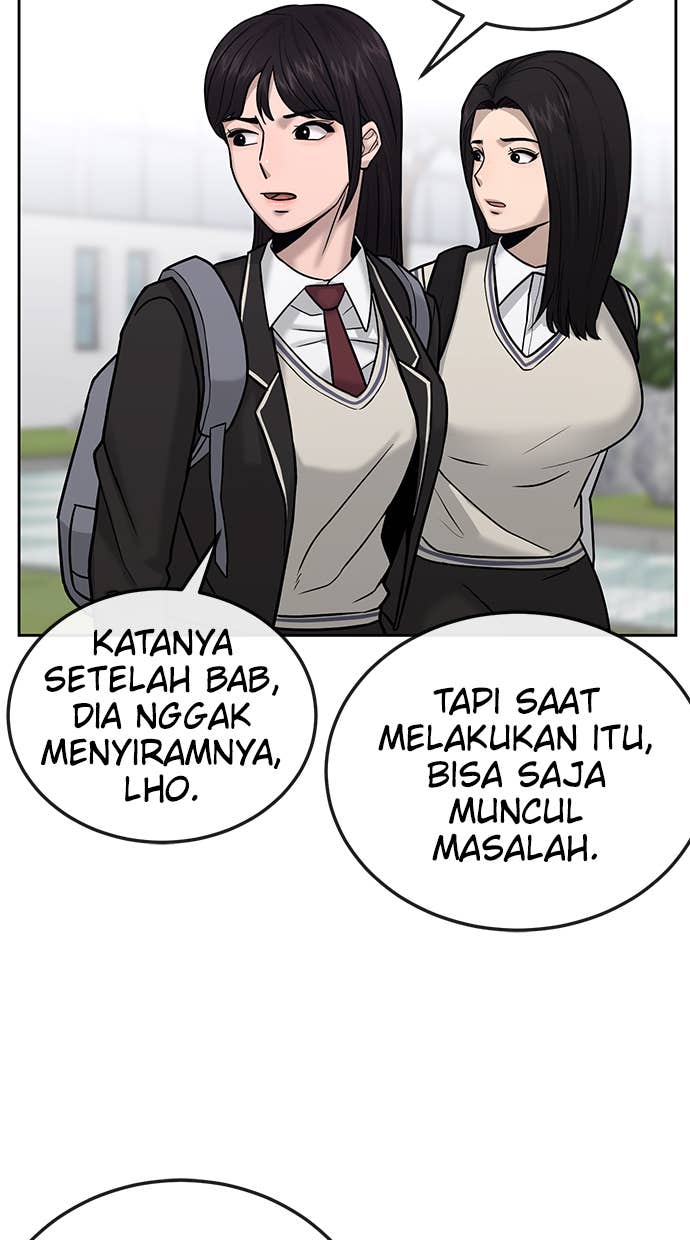 KATANYA
SETELAH BAB,
DIA NGGAK
MENYIRAMNYA,
LHO.
TAPI SAAT
MELAKUKAN ITU,
BISA SAJA
MUNCUL
MASALAH.